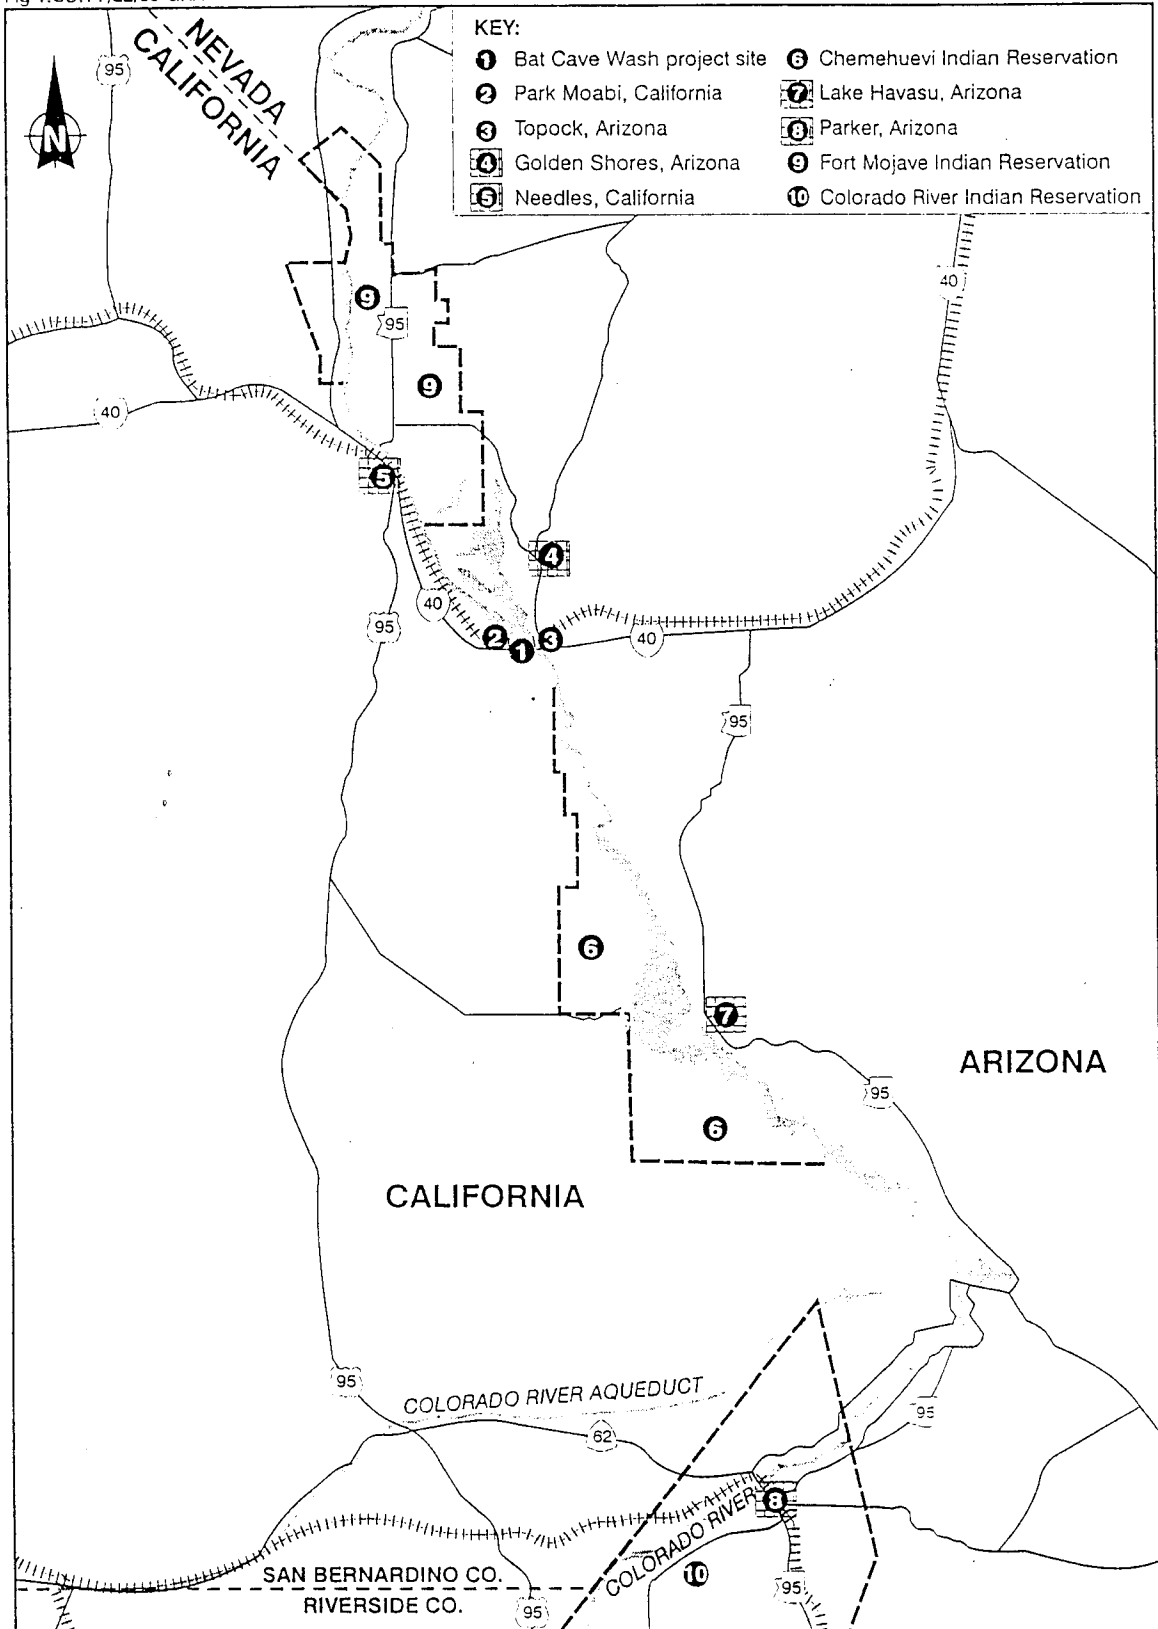 KEY:
1 Bat Cave Wash project site
2 Park Moabi, California
3 Topock, Arizona
4 Golden Shores, Arizona
5 Needles, California
6 Chemehuevi Indian Reservation
7 Lake Havasu, Arizona
8 Parker, Arizona
9 Fort Mojave Indian Reservation
10 Colorado River Indian Reservation
NEVADA
CALIFORNIA
N
95
40
9
95
9
40
5
4
40
95
2
1
3
40
95
6
7
ARIZONA
95
6
CALIFORNIA
95
COLORADO RIVER AQUEDUCT
62
95
8
COLORADO RIVER
10
SAN BERNARDINO CO.
RIVERSIDE CO.
95
95